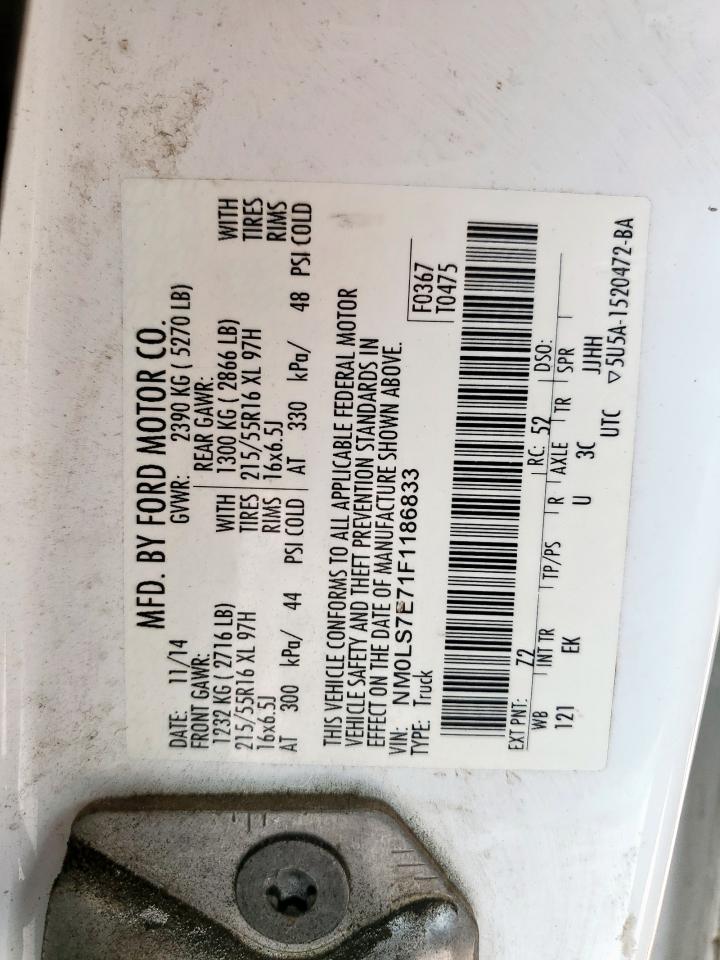 MFD. BY FORD MOTOR CO.
DATE: 11/14 GVWR: 2390 KG ( 5270 LB)
FRONT GAWR: REAR GAWR:
1232 KG ( 2716 LB) WITH 1300 KG ( 2866 LB) WITH
215/55R16 XL 97H TIRES 215/55R16 XL 97H TIRES
16x6.5J RIMS 16x6.5J RIMS
AT 300 kPa/ 44 PSI COLD AT 330 kPa/ 48 PSI COLD
THIS VEHICLE CONFORMS TO ALL APPLICABLE FEDERAL MOTOR
VEHICLE SAFETY AND THEFT PREVENTION STANDARDS IN
EFFECT ON THE DATE OF MANUFACTURE SHOWN ABOVE.
VIN: NM0LS7E71F1186833 F0367
TYPE: Truck T0475
EXT PNT: Z2 RC: 52 DSO:
WB INT TR TP/PS R AXLE TR SPR
121 EK U 3C JJHH
UTC ▽5U5A-1520472-BA